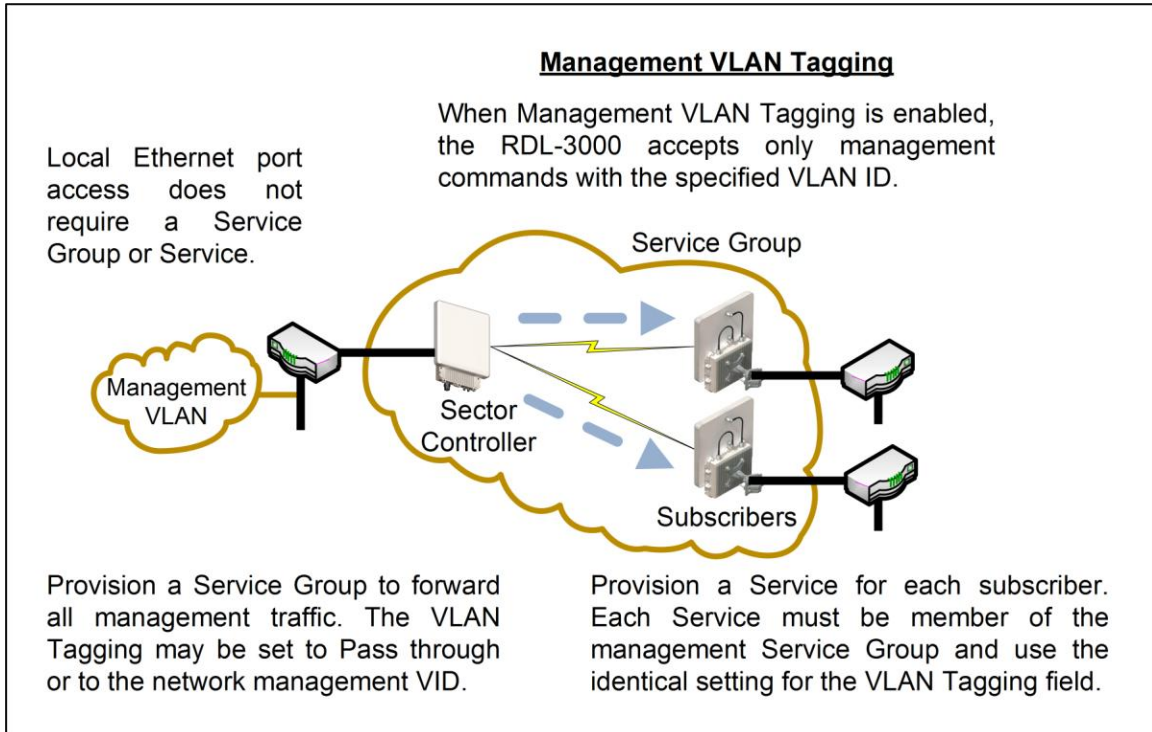 Management VLAN Tagging
When Management VLAN Tagging is enabled,
the RDL-3000 accepts only management
commands with the specified VLAN ID.
Local Ethernet port
access does not
require a Service
Group or Service.
Service Group
Management
VLAN
Sector
Controller
Subscribers
Provision a Service Group to forward
all management traffic. The VLAN
Tagging may be set to Pass through
or to the network management VID.
Provision a Service for each subscriber.
Each Service must be member of the
management Service Group and use the
identical setting for the VLAN Tagging field.